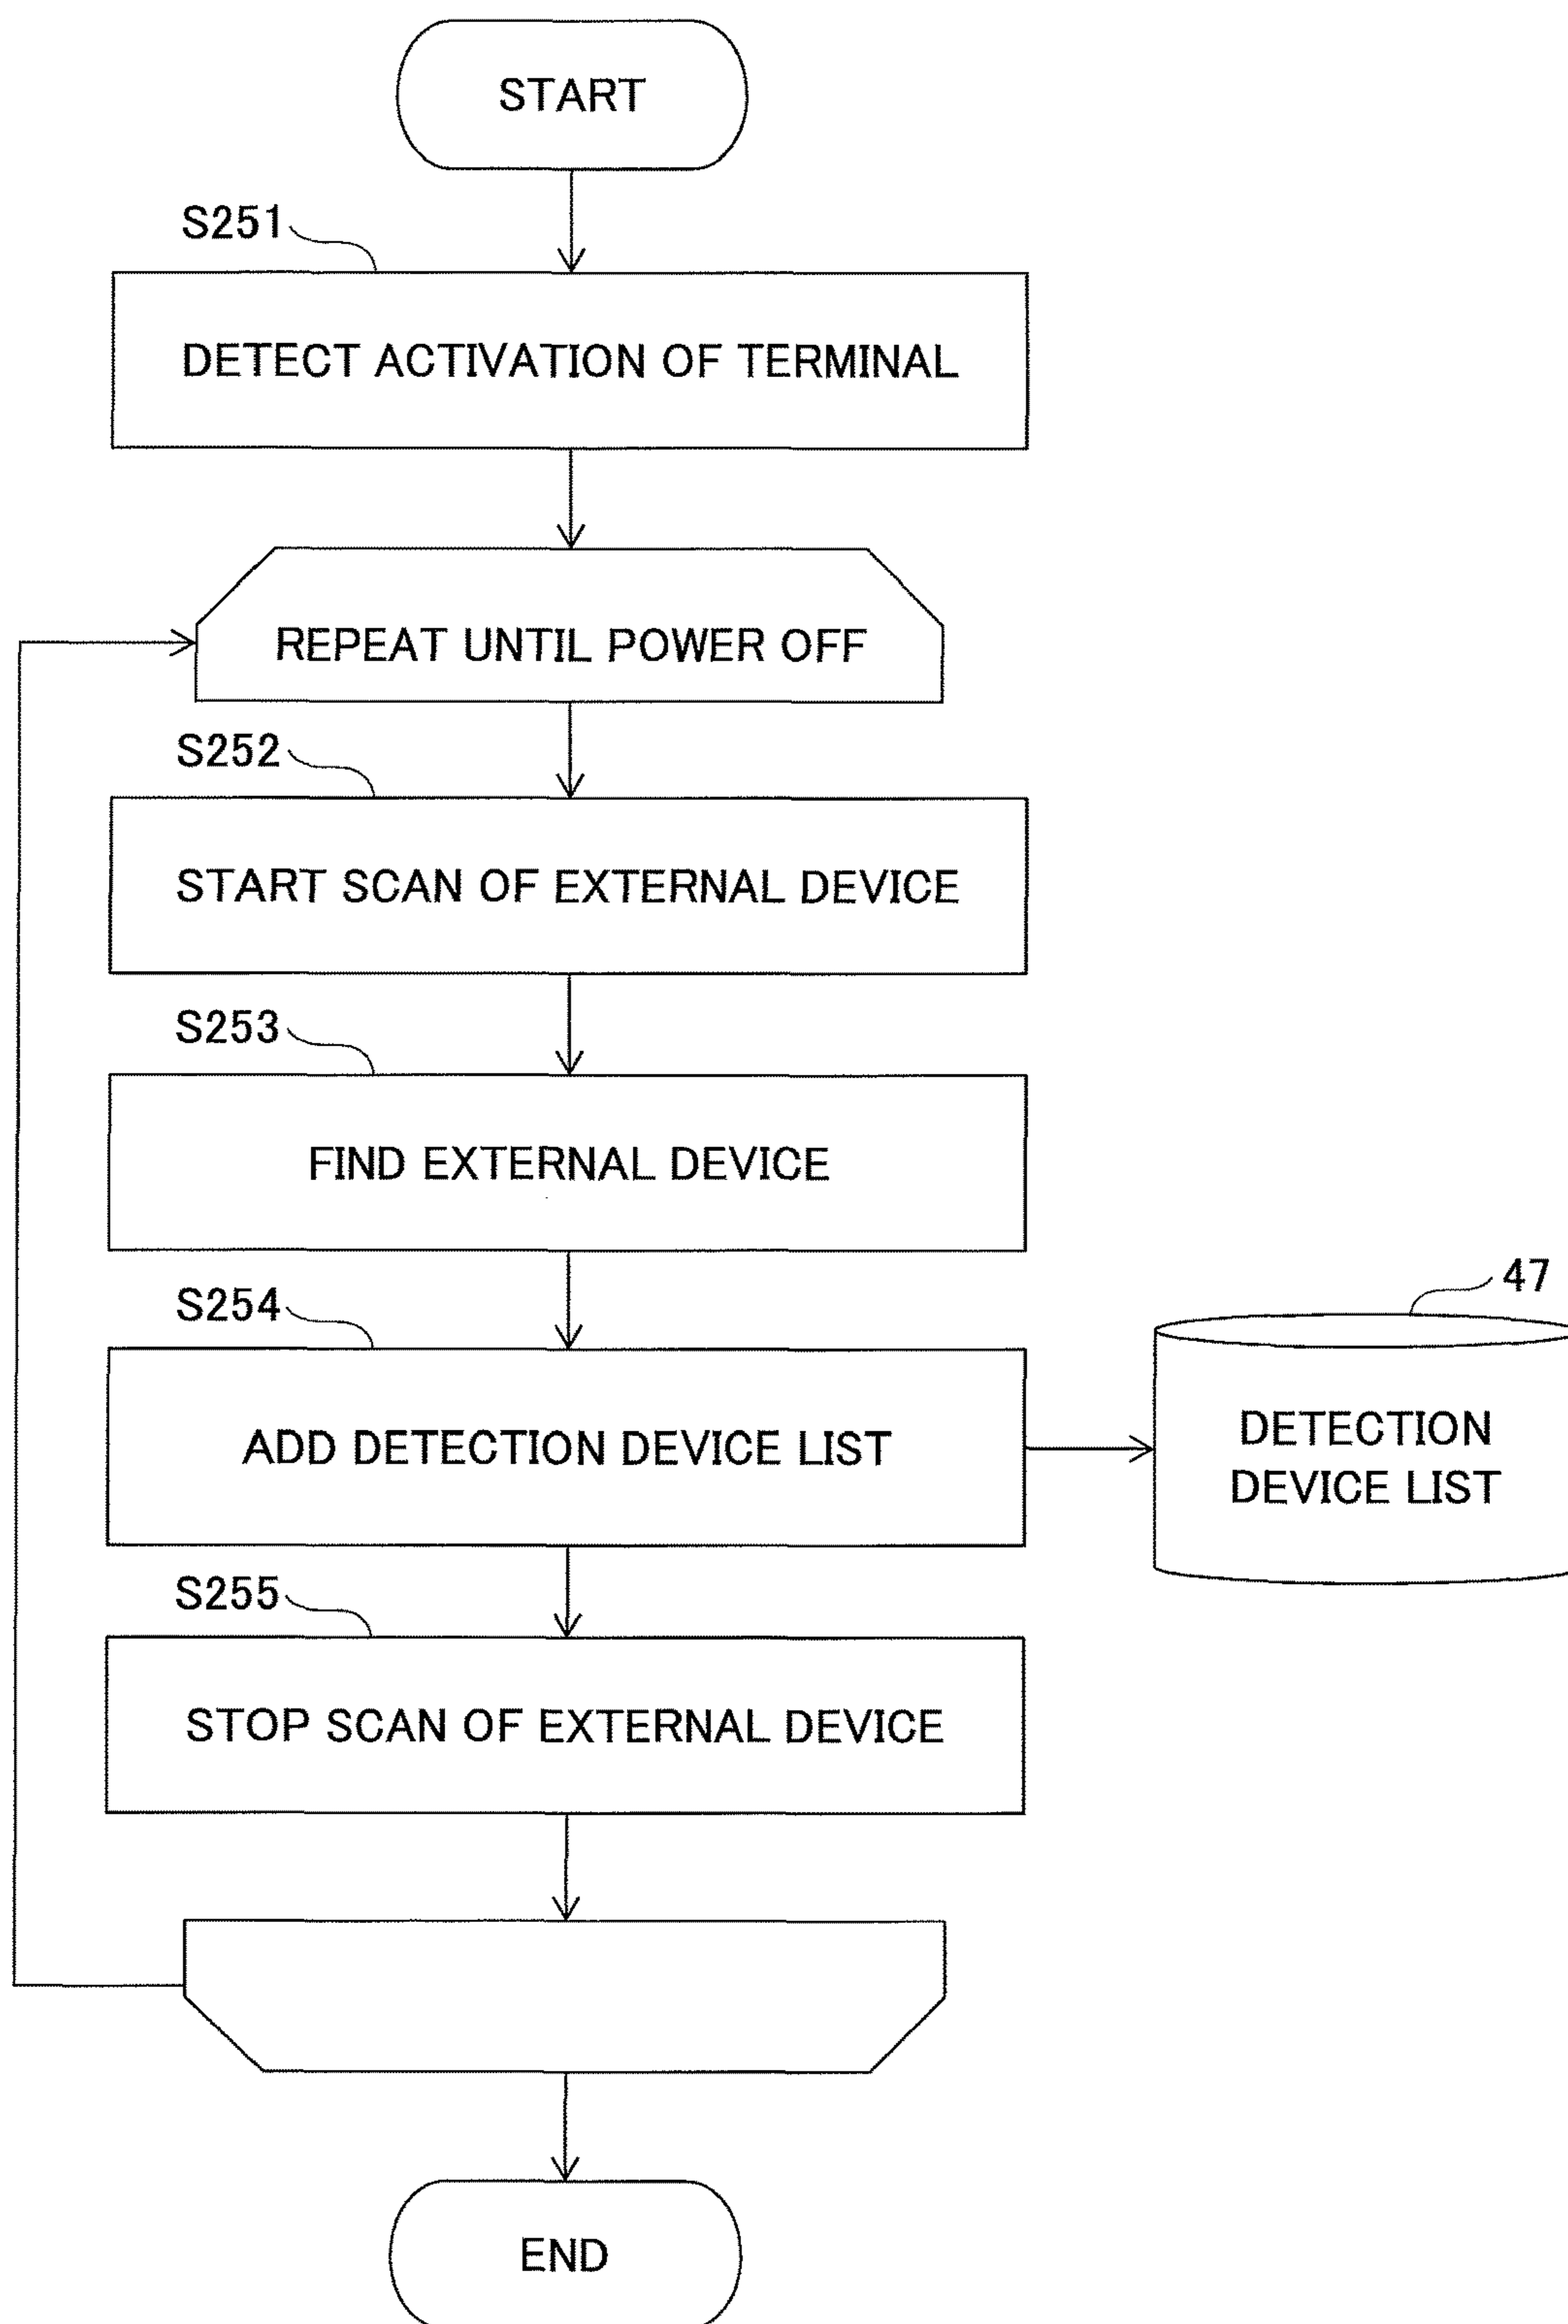 START
S251
DETECT ACTIVATION OF TERMINAL
REPEAT UNTIL POWER OFF
S252
START SCAN OF EXTERNAL DEVICE
S253
FIND EXTERNAL DEVICE
S254
47
ADD DETECTION DEVICE LIST
DETECTION
DEVICE LIST
S255
STOP SCAN OF EXTERNAL DEVICE
END